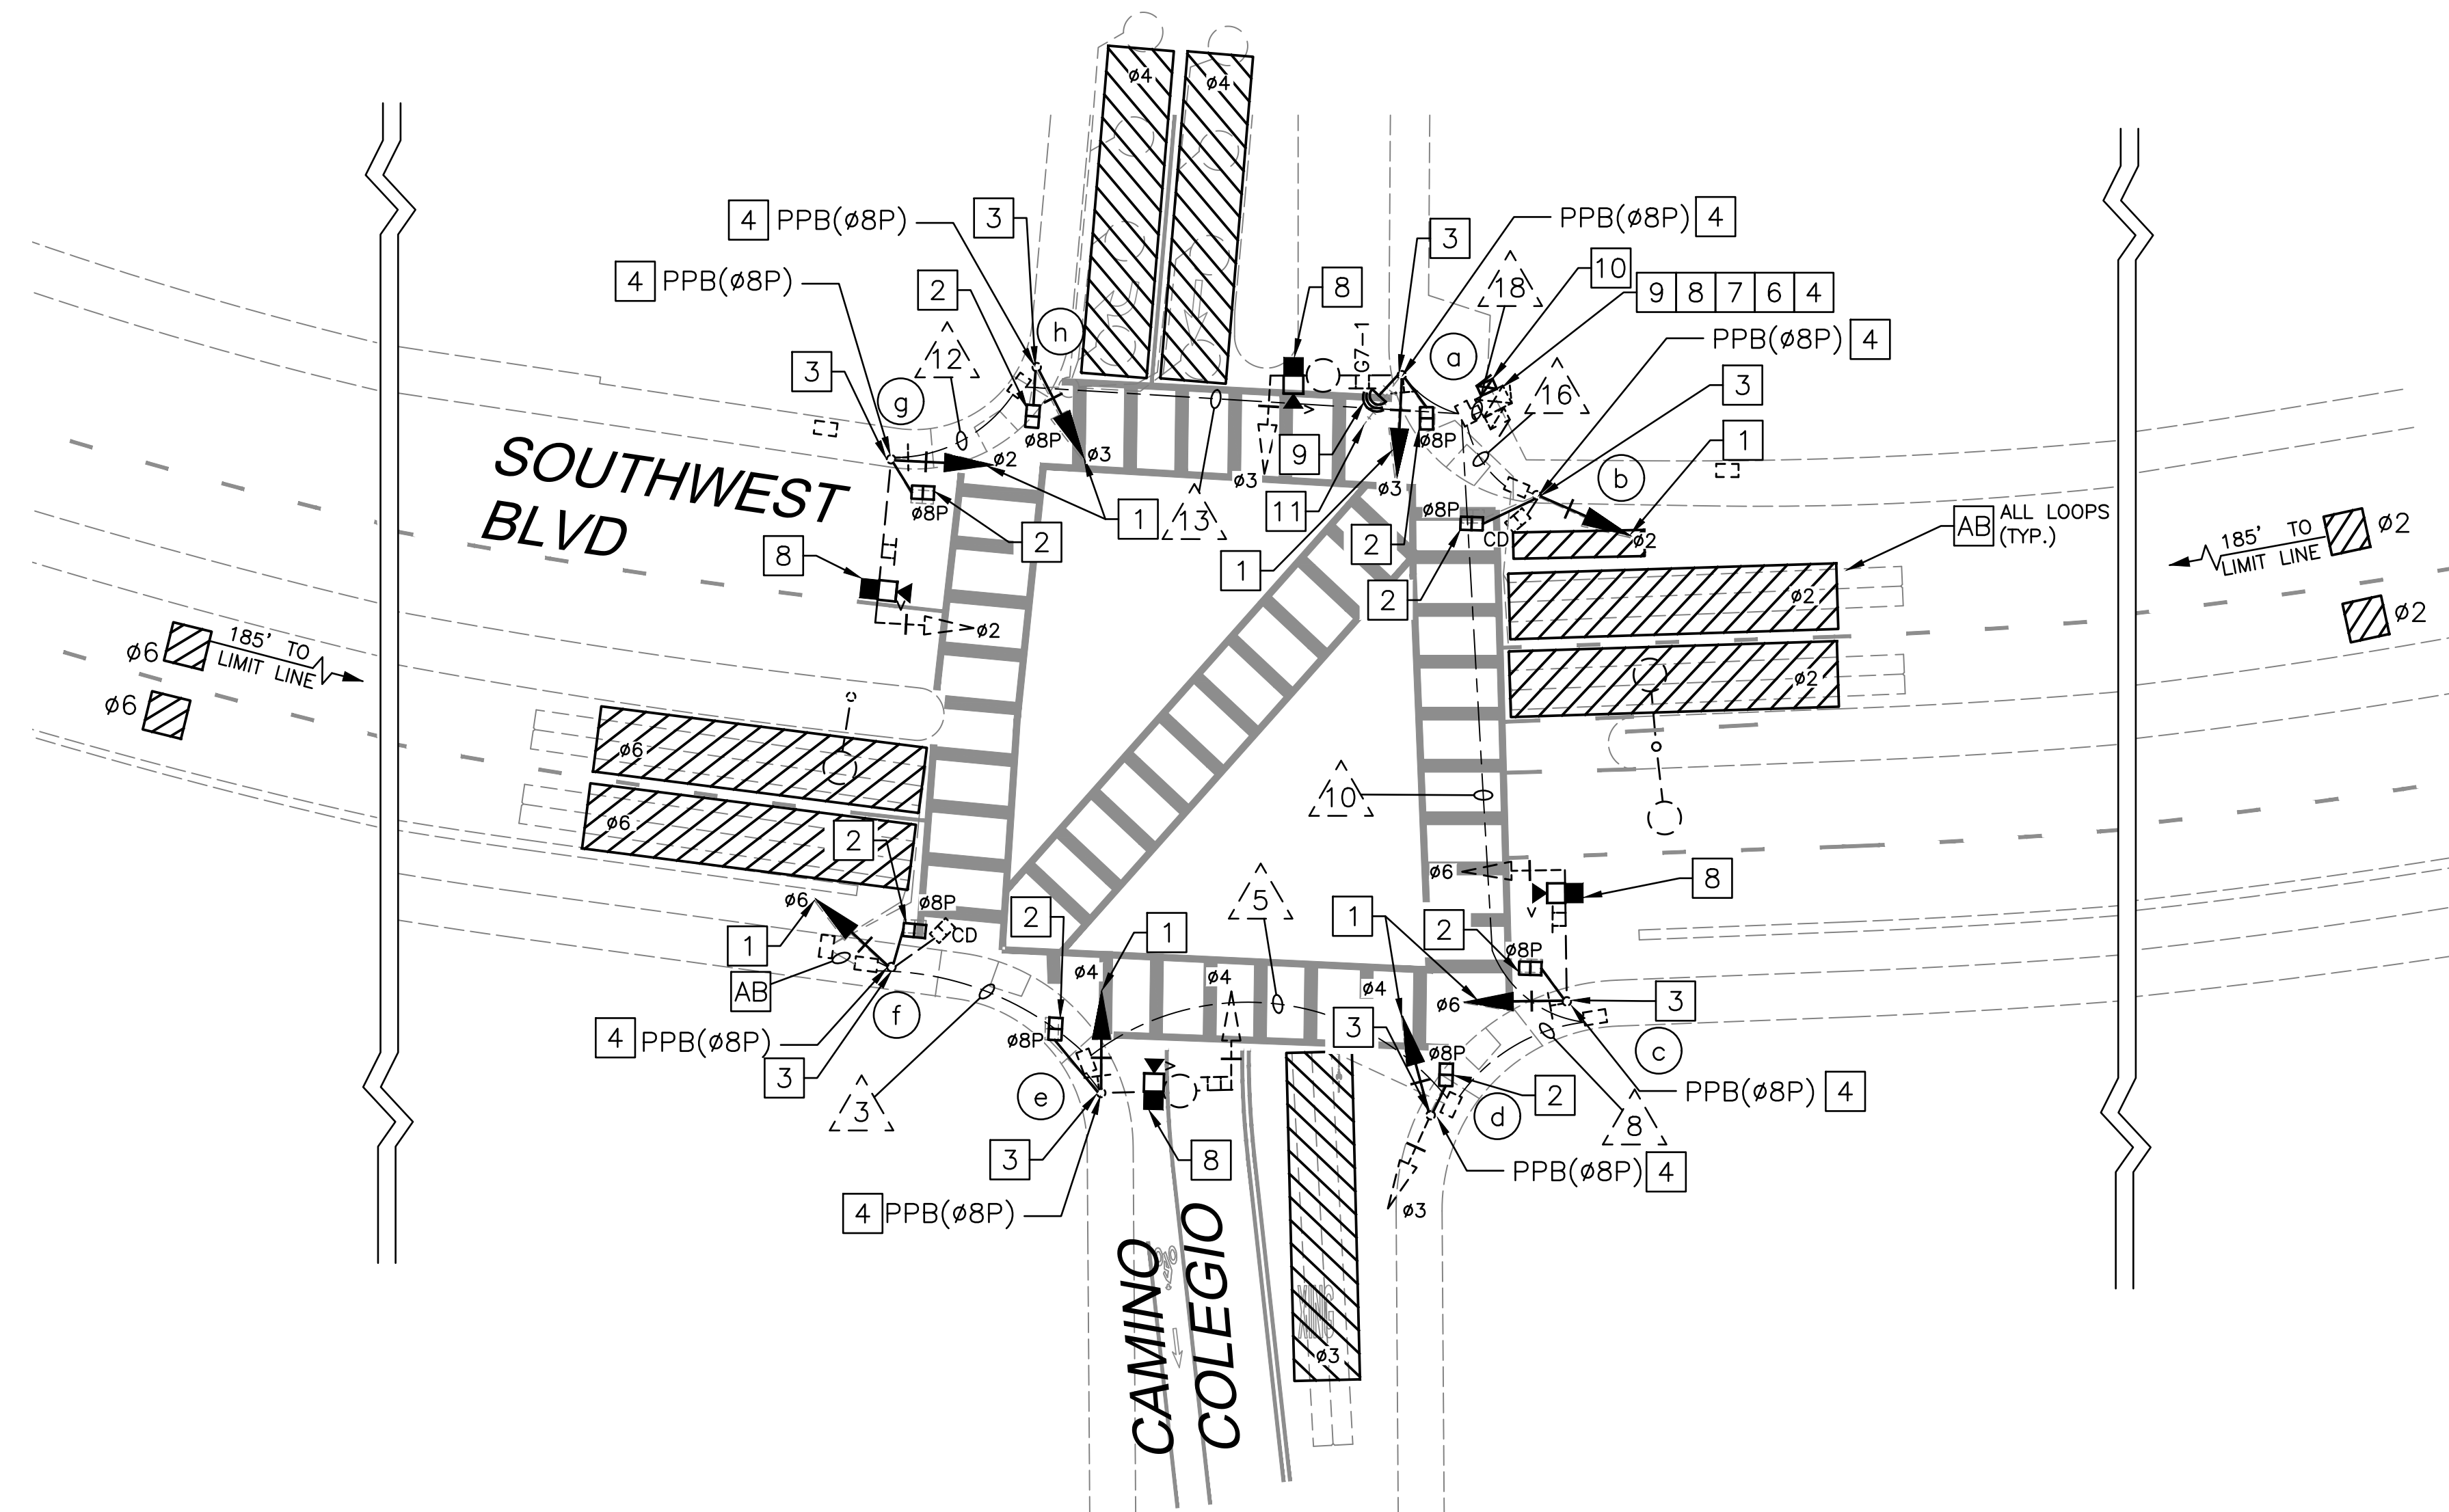 ø4
ø4
4 PPB(ø8P)
3
PPB(ø8P) 4
3
18
10
9 8 7 6 4
4 PPB(ø8P)
2
8
G7-1
h
a
PPB(ø8P) 4
3
12
g
16
3
1
ø8P
ø3
ø8P
ø2
9
ø3
ø3
b
SOUTHWEST
BLVD
ø8P
2
1
13
11
2
ø8P
CD
ø2
AB ALL LOOPS
(TYP.)
185' TO
LIMIT LINE
ø2
8
1
2
ø2
ø2
ø2
ø2
ø6
185' TO
LIMIT LINE
ø6
ø6
ø6
10
2
ø6
8
5
ø6
ø8P
CD
1
AB
2
1
1
2
ø8P
ø4
ø4
ø4
ø6
3
f
ø8P
3
ø8P
c
4 PPB(ø8P)
3
3
e
8
2
d
8
PPB(ø8P) 4
3
4 PPB(ø8P)
PPB(ø8P) 4
ø3
CAMINO
COLEGIO
XING
ø3